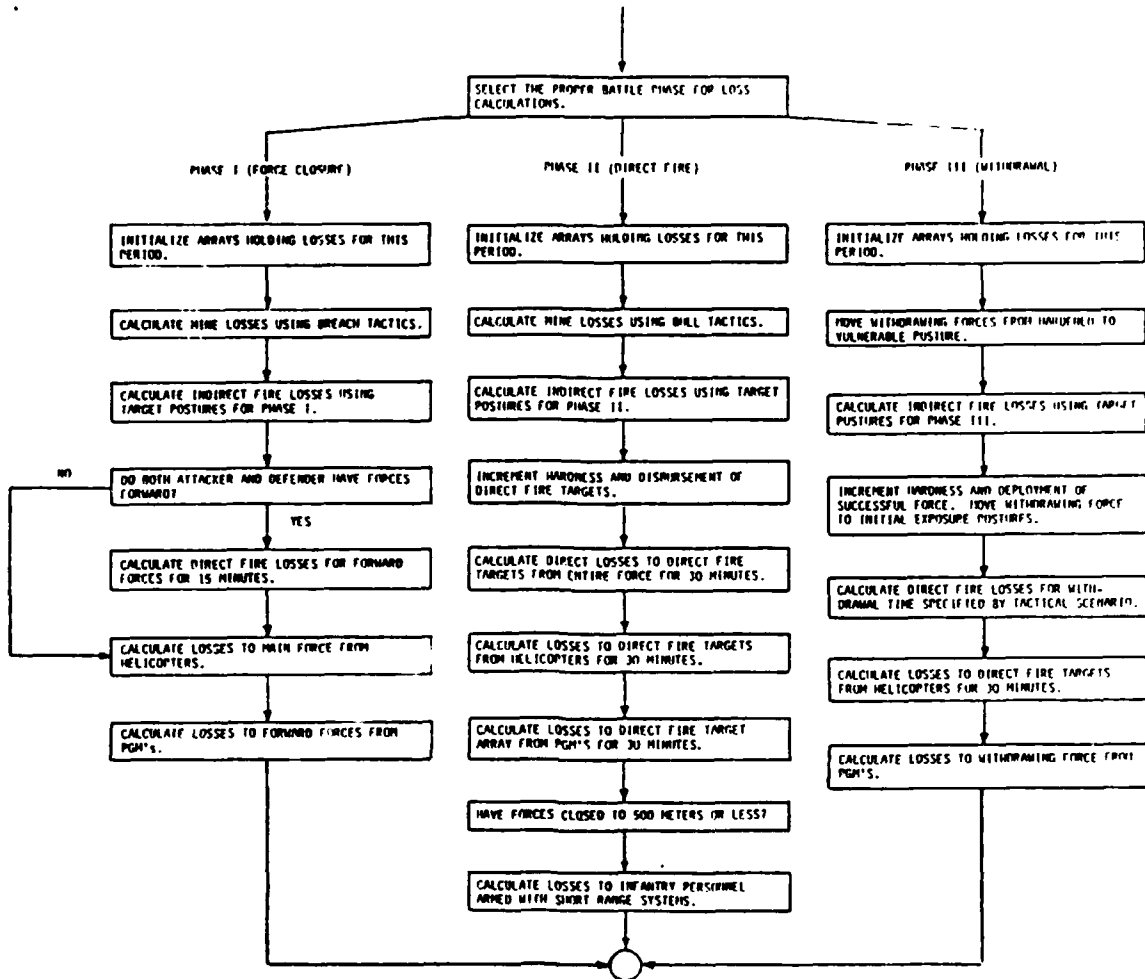 SELECT THE PROPER BATTLE PHASE FOR LOSS
CALCULATIONS.
PHASE I (FORCE CLOSURE)
INITIALIZE ARRAYS HOLDING LOSSES FOR THIS
PERIOD.
CALCULATE MINE LOSSES USING BREACH TACTICS.
CALCULATE INDIRECT FIRE LOSSES USING
TARGET POSTURES FOR PHASE I.
NO
DO BOTH ATTACKER AND DEFENDER HAVE FORCES
FORWARD?
YES
CALCULATE DIRECT FIRE LOSSES FOR FORWARD
FORCES FOR 15 MINUTES.
CALCULATE LOSSES TO MAIN FORCE FROM
HELICOPTERS.
CALCULATE LOSSES TO FORWARD FORCES FROM
PGM's.
PHASE II (DIRECT FIRE)
INITIALIZE ARRAYS HOLDING LOSSES FOR THIS
PERIOD.
CALCULATE MINE LOSSES USING BULL TACTICS.
CALCULATE INDIRECT FIRE LOSSES USING TARGET
POSTURES FOR PHASE II.
INCREMENT HARDNESS AND DISBURSEMENT OF
DIRECT FIRE TARGETS.
CALCULATE DIRECT LOSSES TO DIRECT FIRE
TARGETS FROM ENTIRE FORCE FOR 30 MINUTES.
CALCULATE LOSSES TO DIRECT FIRE TARGETS
FROM HELICOPTERS FOR 30 MINUTES.
CALCULATE LOSSES TO DIRECT FIRE TARGET
ARRAY FROM PGM'S FOR 30 MINUTES.
HAVE FORCES CLOSED TO 500 METERS OR LESS?
CALCULATE LOSSES TO INFANTRY PERSONNEL
ARMED WITH SHORT RANGE SYSTEMS.
PHASE III (WITHDRAWAL)
INITIALIZE ARRAYS HOLDING LOSSES FOR THIS
PERIOD.
MOVE WITHDRAWING FORCES FROM HARDENED TO
VULNERABLE POSTURE.
CALCULATE INDIRECT FIRE LOSSES USING TARGET
POSTURES FOR PHASE III.
INCREMENT HARDNESS AND DEPLOYMENT OF
SUCCESSFUL FORCE. MOVE WITHDRAWING FORCE
TO INITIAL EXPOSURE POSTURES.
CALCULATE DIRECT FIRE LOSSES FOR WITH-
DRAWAL TIME SPECIFIED BY TACTICAL SCENARIO.
CALCULATE LOSSES TO DIRECT FIRE TARGETS
FROM HELICOPTERS FOR 30 MINUTES.
CALCULATE LOSSES TO WITHDRAWING FORCE FROM
PGM's.